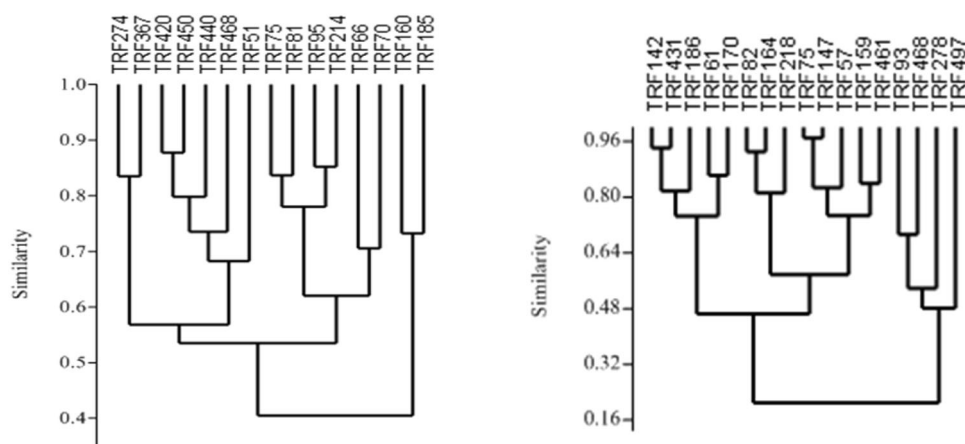 TRF274
TRF367
TRF420
TRF450
TRF440
TRF468
TRF51
TRF75
TRF81
TRF95
TRF214
TRF66
TRF70
TRF160
TRF185
1.0
0.9
0.8
0.7
0.6
0.5
0.4
Similarity
TRF142
TRF431
TRF186
TRF61
TRF170
TRF82
TRF164
TRF218
TRF75
TRF147
TRF57
TRF159
TRF461
TRF93
TRF468
TRF278
TRF497
0.96
0.80
0.64
0.48
0.32
0.16
Similarity